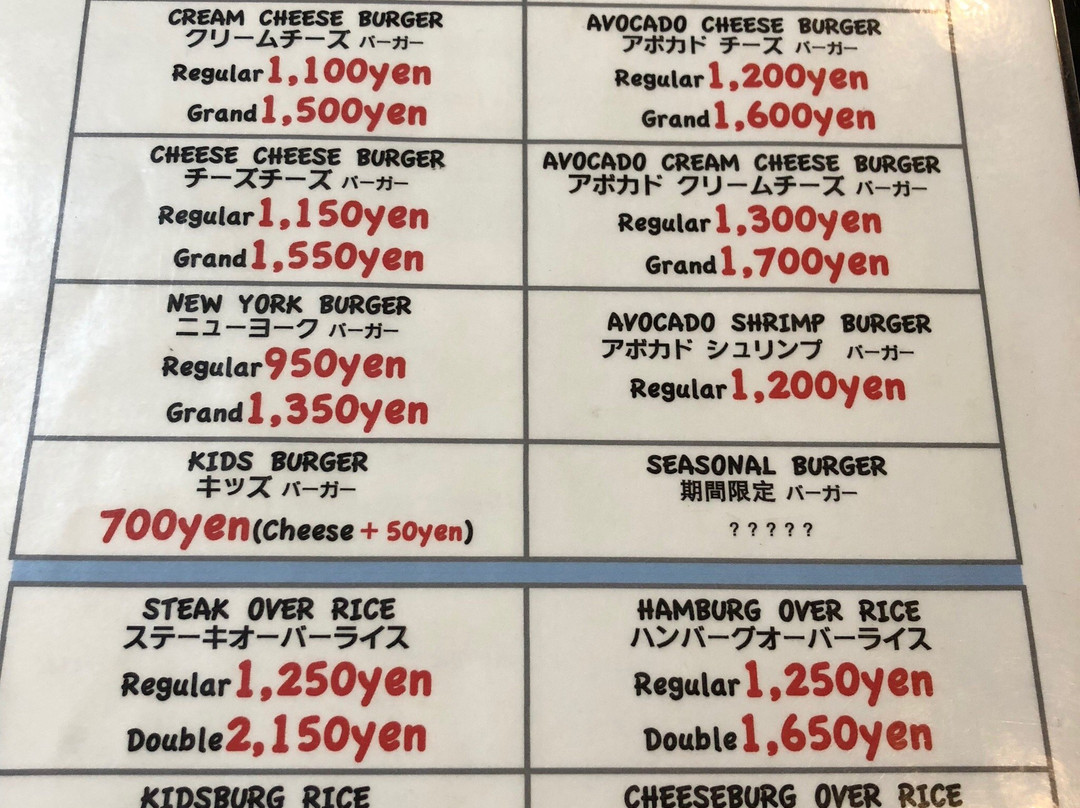 CREAM CHEESE BURGER
クリームチーズ バーガー
Regular 1,100yen
Grand 1,500yen
AVOCADO CHEESE BURGER
アボカド チーズ バーガー
Regular 1,200yen
Grand 1,600yen
CHEESE CHEESE BURGER
チーズチーズ バーガー
Regular 1,150yen
Grand 1,550yen
AVOCADO CREAM CHEESE BURGER
アボカド クリームチーズ バーガー
Regular 1,300yen
Grand 1,700yen
NEW YORK BURGER
ニューヨーク バーガー
Regular 950yen
Grand 1,350yen
AVOCADO SHRIMP BURGER
アボカド シュリンプ バーガー
Regular 1,200yen
KIDS BURGER
キッズ バーガー
700yen(Cheese + 50yen)
SEASONAL BURGER
期間限定 バーガー
?????
STEAK OVER RICE
ステーキオーバーライス
Regular 1,250yen
Double 2,150yen
HAMBURG OVER RICE
ハンバーグオーバーライス
Regular 1,250yen
Double 1,650yen
KIDSBURG RICE
CHEESEBURG OVER RICE